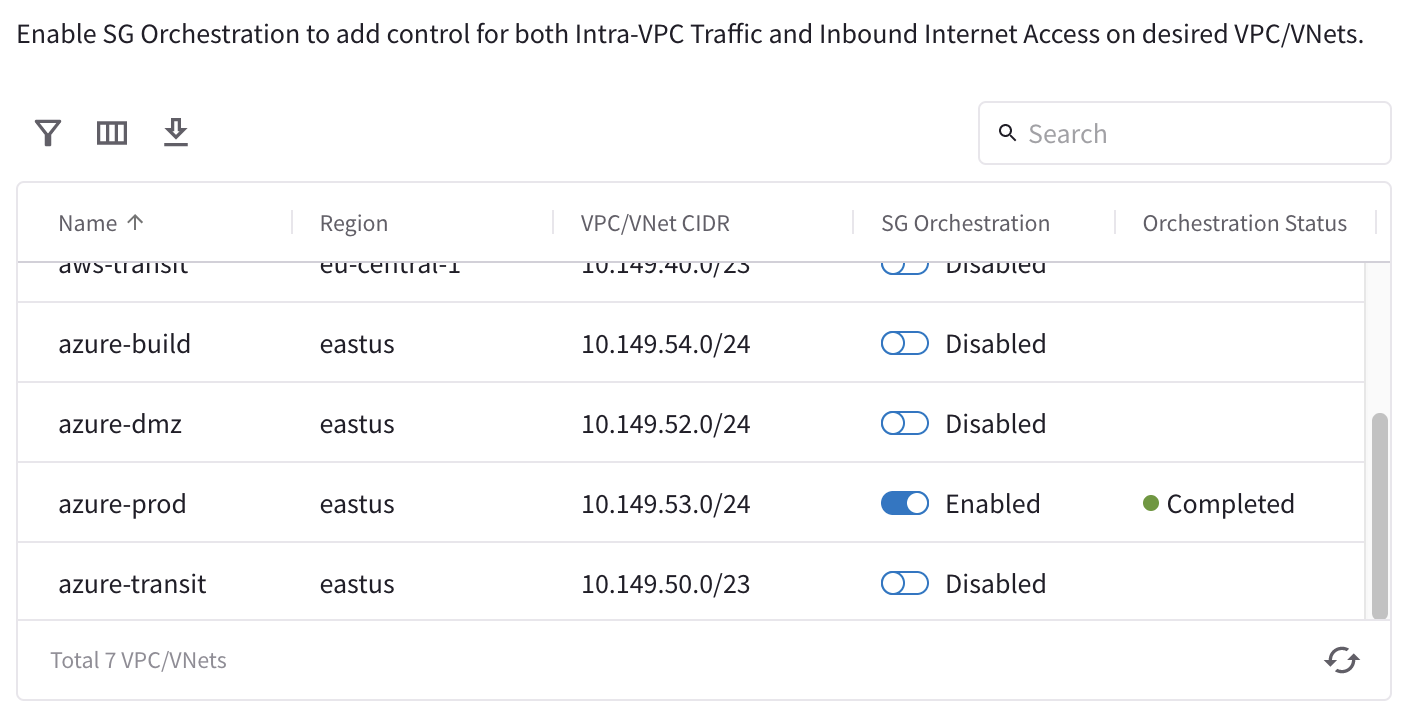 Enable SG Orchestration to add control for both Intra-VPC Traffic and Inbound Internet Access on desired VPC/VNets.
Search
Name Region VPC/VNet CIDR SG Orchestration Orchestration Status
aws-transit eu-central-1 10.149.40.0/23 Disabled
azure-build eastus 10.149.54.0/24 Disabled
azure-dmz eastus 10.149.52.0/24 Disabled
azure-prod eastus 10.149.53.0/24 Enabled Completed
azure-transit eastus 10.149.50.0/23 Disabled
Total 7 VPC/VNets